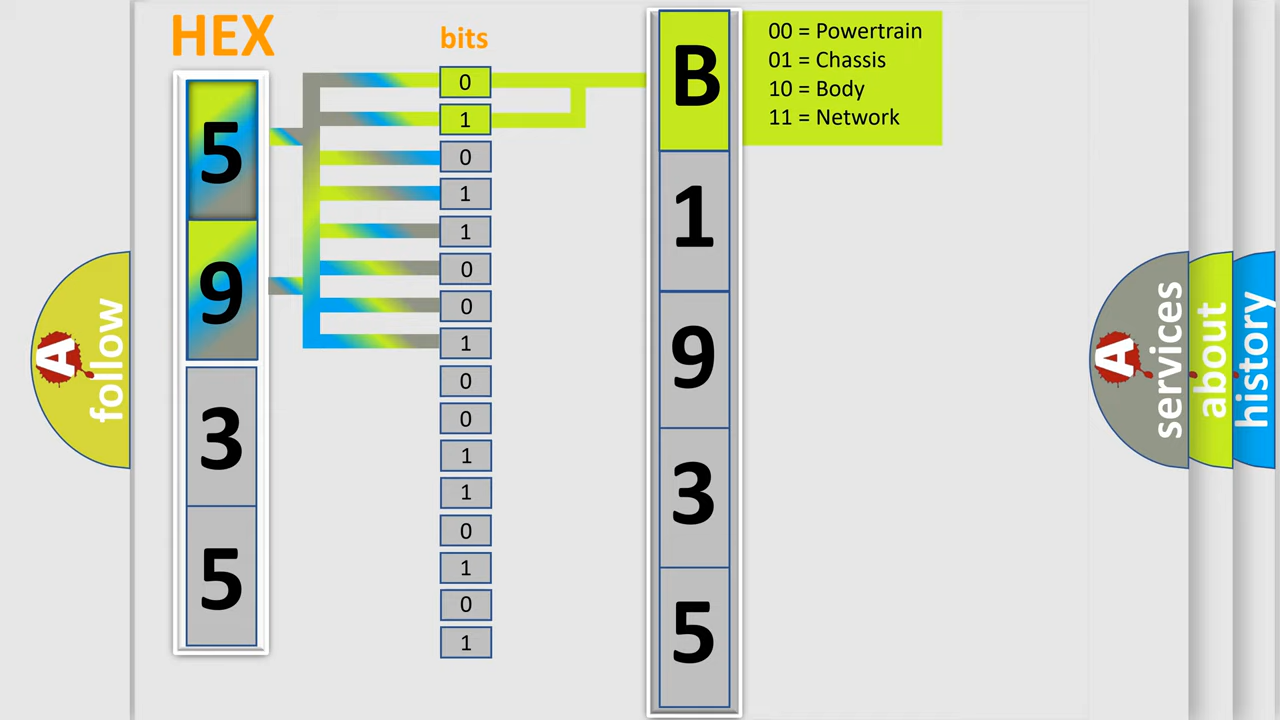 HEX
bits
5
9
3
5
0
1
0
1
1
0
0
1
0
0
1
1
0
1
0
1
B
1
9
3
5
00 = Powertrain
01 = Chassis
10 = Body
11 = Network
A
follow
A
services
about
history